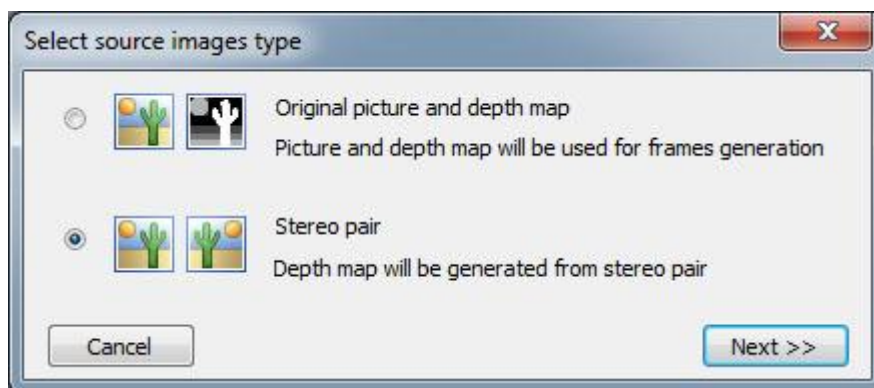 Select source images type
Original picture and depth map
Picture and depth map will be used for frames generation
Stereo pair
Depth map will be generated from stereo pair
Cancel
Next >>